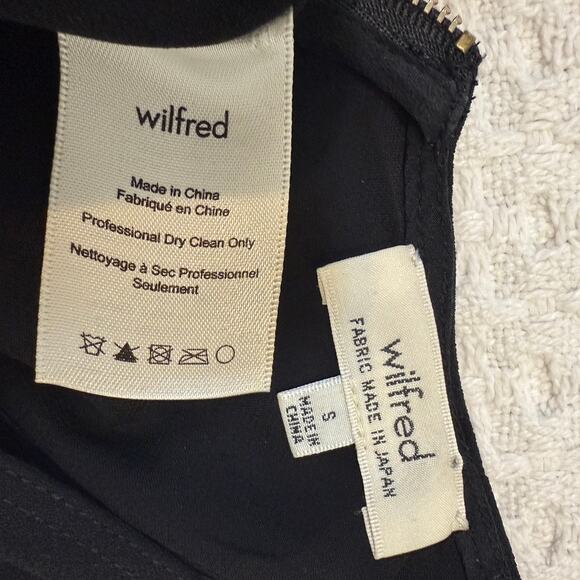 wilfred
Made in China
Fabriqué en Chine
Professional Dry Clean Only
Nettoyage à Sec Professionnel
Seulement
wilfred
FABRIC MADE IN JAPAN
S
MADE IN
CHINA